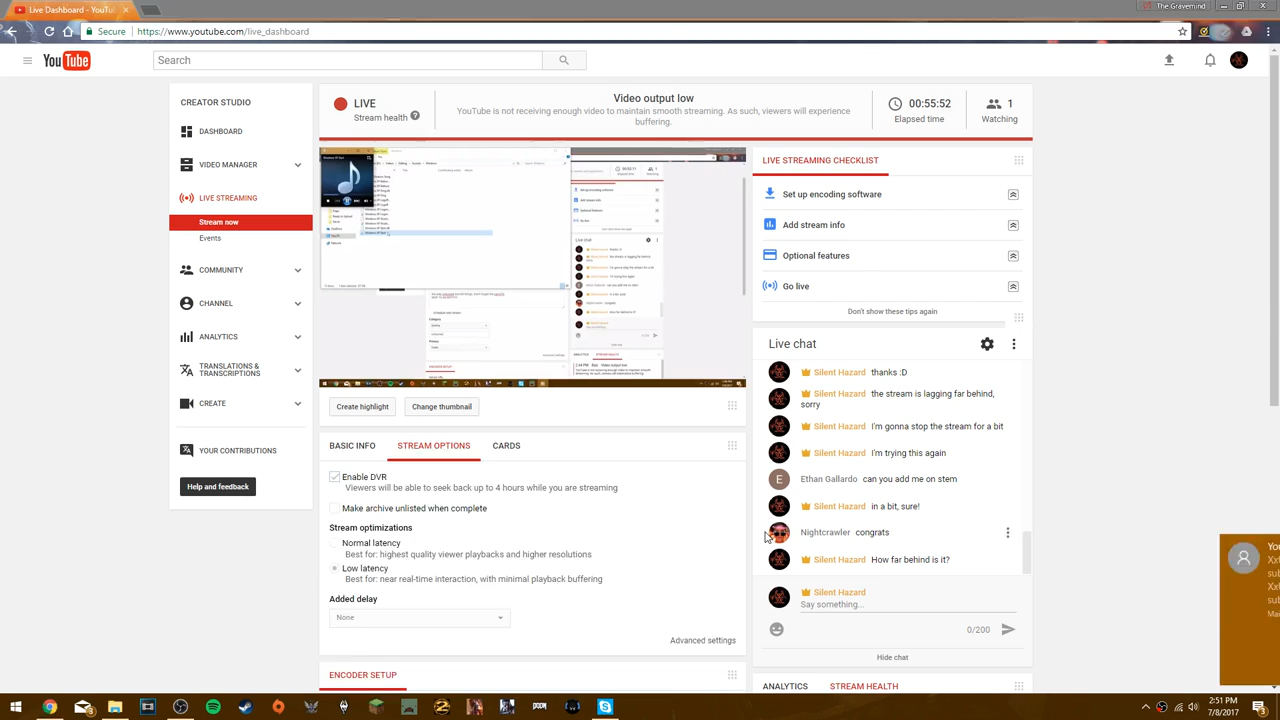 Live Dashboard - YouTub
The Grimassist
Secure
https://www.youtube.com/live_dashboard
YouTube
Search
CREATOR STUDIO
DASHBOARD
VIDEO MANAGER
LIVE STREAMING
Stream now
Events
COMMUNITY
CHANNEL
ANALYTICS
TRANSLATIONS &
TRANSCRIPTIONS
CREATE
YOUR CONTRIBUTIONS
Help and feedback
LIVE
Stream health
Video output low
YouTube is not receiving enough video to maintain smooth streaming. As such, viewers will experience
buffering.
00:55:52
Elapsed time
1
Watching
Create highlight
Change thumbnail
BASIC INFO
STREAM OPTIONS
CARDS
Enable DVR
Viewers will be able to seek back up to 4 hours while you are streaming
Make archive unlisted when complete
Stream optimizations
Normal latency
Best for: highest quality viewer playbacks and higher resolutions
Low latency
Best for: near real-time interaction, with minimal playback buffering
Added delay
None
Advanced settings
ENCODER SETUP
LIVE STREAMING CHECKLIST
Set up encoding software
Add stream info
Optional features
Go live
Don't show these tips again
Live chat
Silent Hazard thanks :D
Silent Hazard the stream is lagging far behind,
sorry
Silent Hazard I'm gonna stop the stream for a bit
Silent Hazard I'm trying this again
E Ethan Gallardo can you add me on stem
Silent Hazard in a bit, sure!
Nightcrawler congrats
Silent Hazard How far behind is it?
Silent Hazard
Say something...
0/200
Hide chat
ANALYTICS
STREAM HEALTH
DOOM
2:51 PM